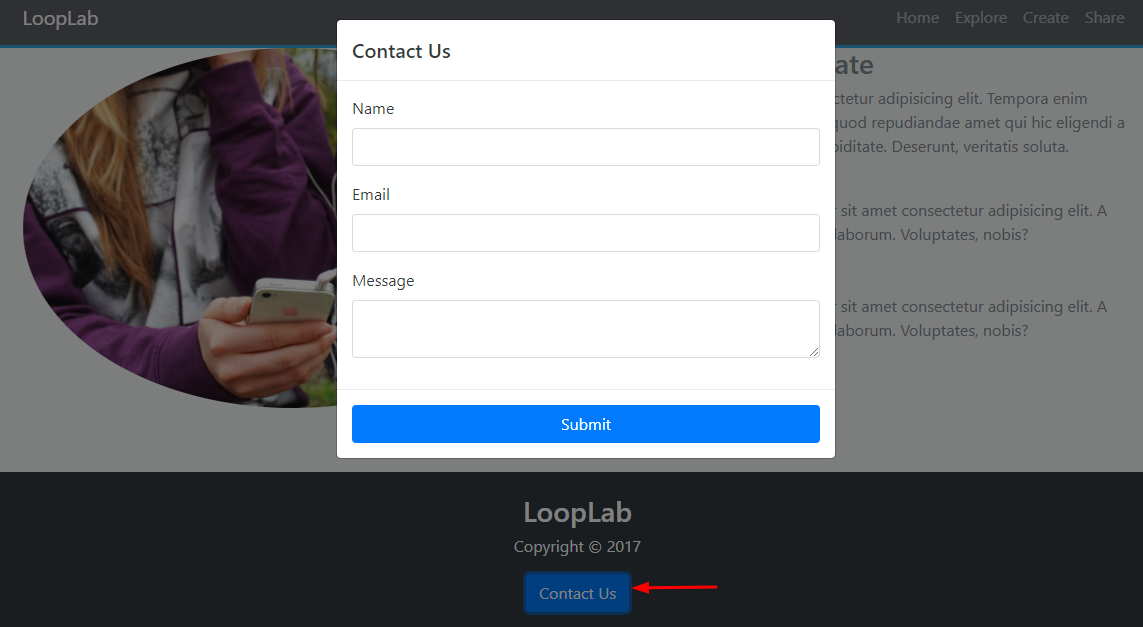 LoopLab
Home Explore Create Share
Contact Us
Name
Email
Message
Submit
ate
ctetur adipisicing elit. Tempora enim
quod repudiandae amet qui hic eligendi a
piditate. Deserunt, veritatis soluta.
sit amet consectetur adipisicing elit. A
laborum. Voluptates, nobis?
sit amet consectetur adipisicing elit. A
laborum. Voluptates, nobis?
LoopLab
Copyright © 2017
Contact Us